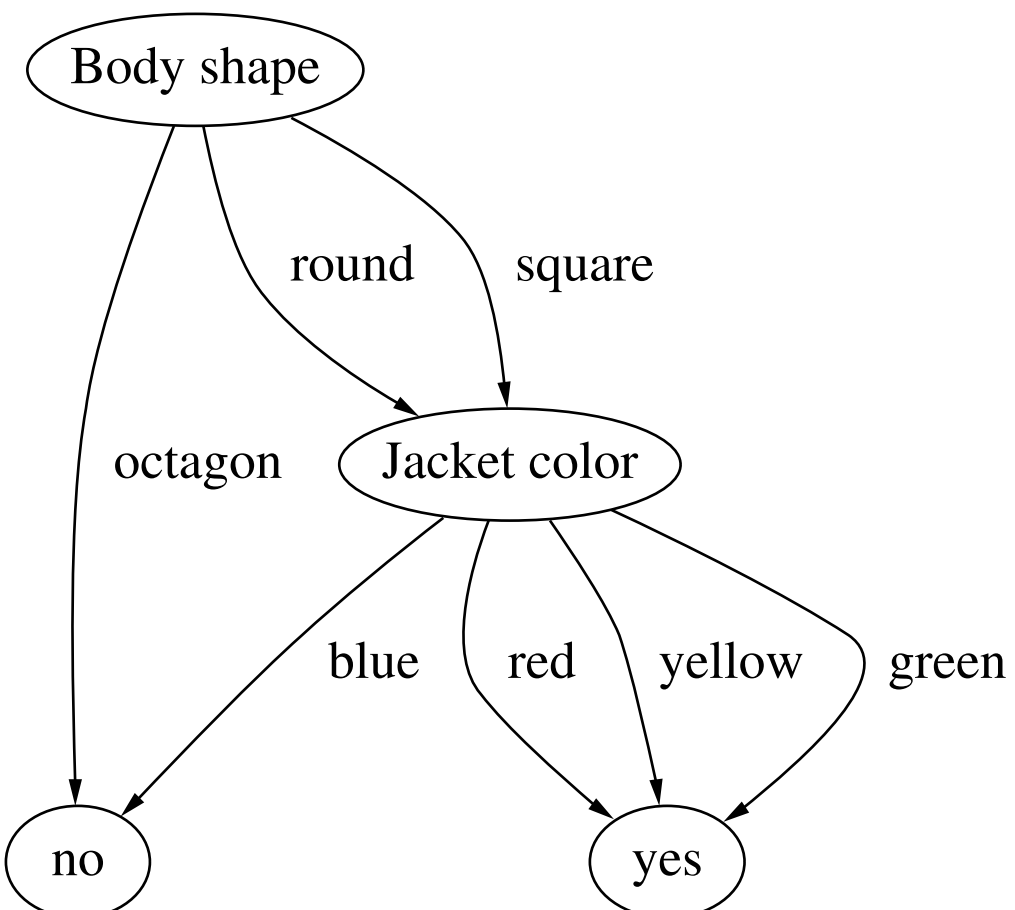 Body shape
round
square
octagon
Jacket color
blue
red
yellow
green
no
yes